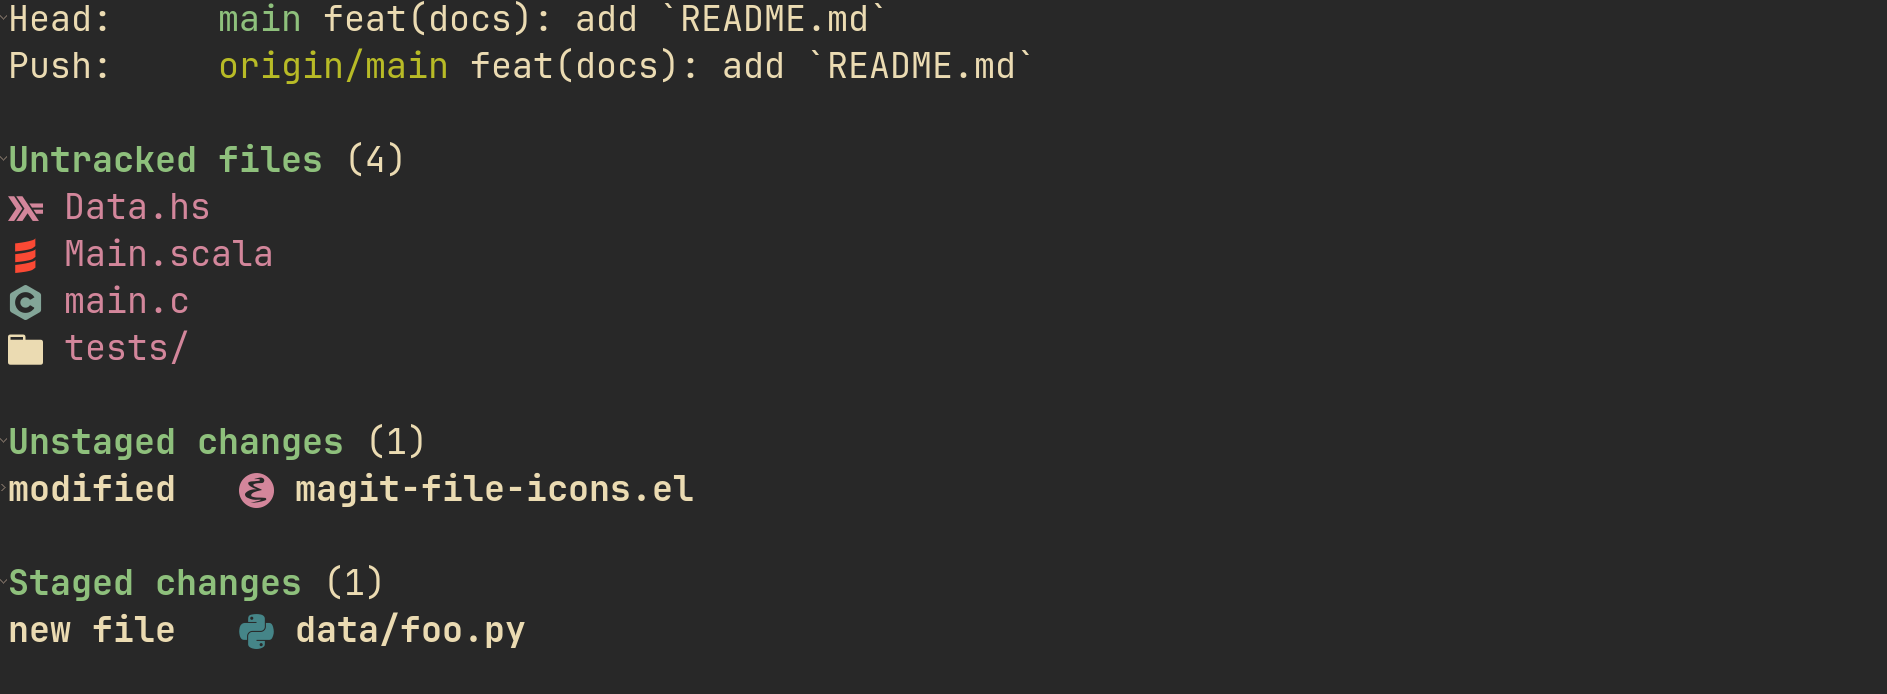 Head:     main feat(docs): add `README.md`
Push:     origin/main feat(docs): add `README.md`
Untracked files (4)
Data.hs
Main.scala
main.c
tests/
Unstaged changes (1)
modified   magit-file-icons.el
Staged changes (1)
new file   data/foo.py